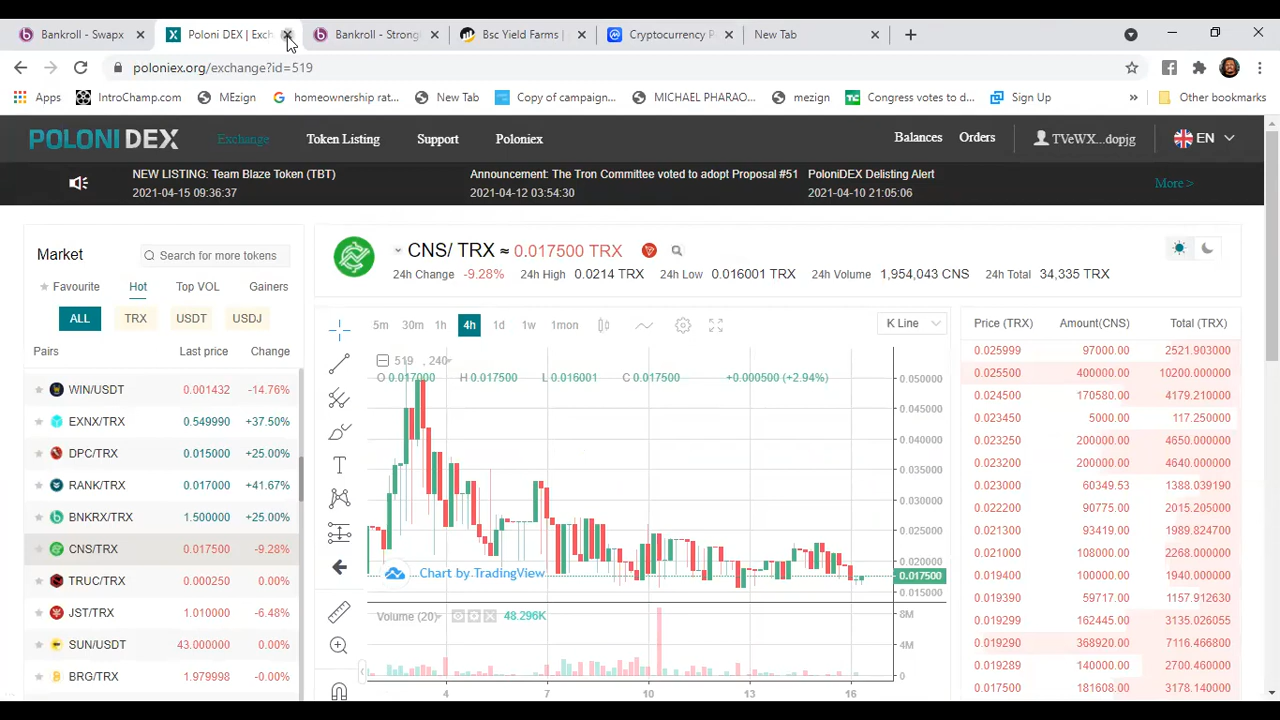 Bankroll - Swapx
Poloni DEX | Exch
Bankroll - Strong
Bsc Yield Farms |
Cryptocurrency P
New Tab
poloniex.org/exchange?id=519
Apps
IntroChamp.com
MEzign
homeownership rat...
New Tab
Copy of campaign...
MICHAEL PHARAO...
mezign
Congress votes to d...
Sign Up
Other bookmarks
POLONI DEX
Exchange
Token Listing
Support
Poloniex
Balances
Orders
TVeWX...dopjg
EN
NEW LISTING: Team Blaze Token (TBT)
2021-04-15 09:36:37
Announcement: The Tron Committee voted to adopt Proposal #51
2021-04-12 03:54:30
PoloniDEX Delisting Alert
2021-04-10 21:05:06
More >
Market
Search for more tokens
Favourite Hot Top VOL Gainers
ALL TRX USDT USDJ
Pairs Last price Change
WIN/USDT 0.001432 -14.76%
EXNX/TRX 0.549990 +37.50%
DPC/TRX 0.015000 +25.00%
RANK/TRX 0.017000 +41.67%
BNKRX/TRX 1.500000 +25.00%
CNS/TRX 0.017500 -9.28%
TRUC/TRX 0.000255 0.00%
JST/TRX 1.010000 -6.48%
SUN/USDT 43.000000 0.00%
BRG/TRX 1.979998 -0.00%
CNS/ TRX ≈ 0.017500 TRX
24h Change -9.28% 24h High 0.0214 TRX 24h Low 0.016001 TRX 24h Volume 1,954,043 CNS 24h Total 34,335 TRX
5m 30m 1h 4h 1d 1w 1mon
K Line
519, 240
O 0.017000 H 0.017500 L 0.016001 C 0.017500 +0.000500 (+2.94%)
0.050000
0.045000
0.040000
0.035000
0.030000
0.025000
0.020000
0.017500
0.015000
Chart by TradingView
Volume (20) 48.296K
8M
4M
0
4 7 10 13 16
Price (TRX) Amount(CNS) Total (TRX)
0.025999 97000.00 2521.903000
0.025500 400000.00 10200.000000
0.024500 170580.00 4179.210000
0.023450 5000.00 117.250000
0.023250 200000.00 4650.000000
0.023200 200000.00 4640.000000
0.023000 60349.53 1388.039190
0.022200 90775.00 2015.205000
0.021300 93419.00 1989.824700
0.021000 108000.00 2268.000000
0.019400 100000.00 1940.000000
0.019390 59717.00 1157.912630
0.019299 162445.00 3135.026055
0.019290 368920.00 7116.466800
0.019289 140000.00 2700.460000
0.017500 181608.00 3178.140000